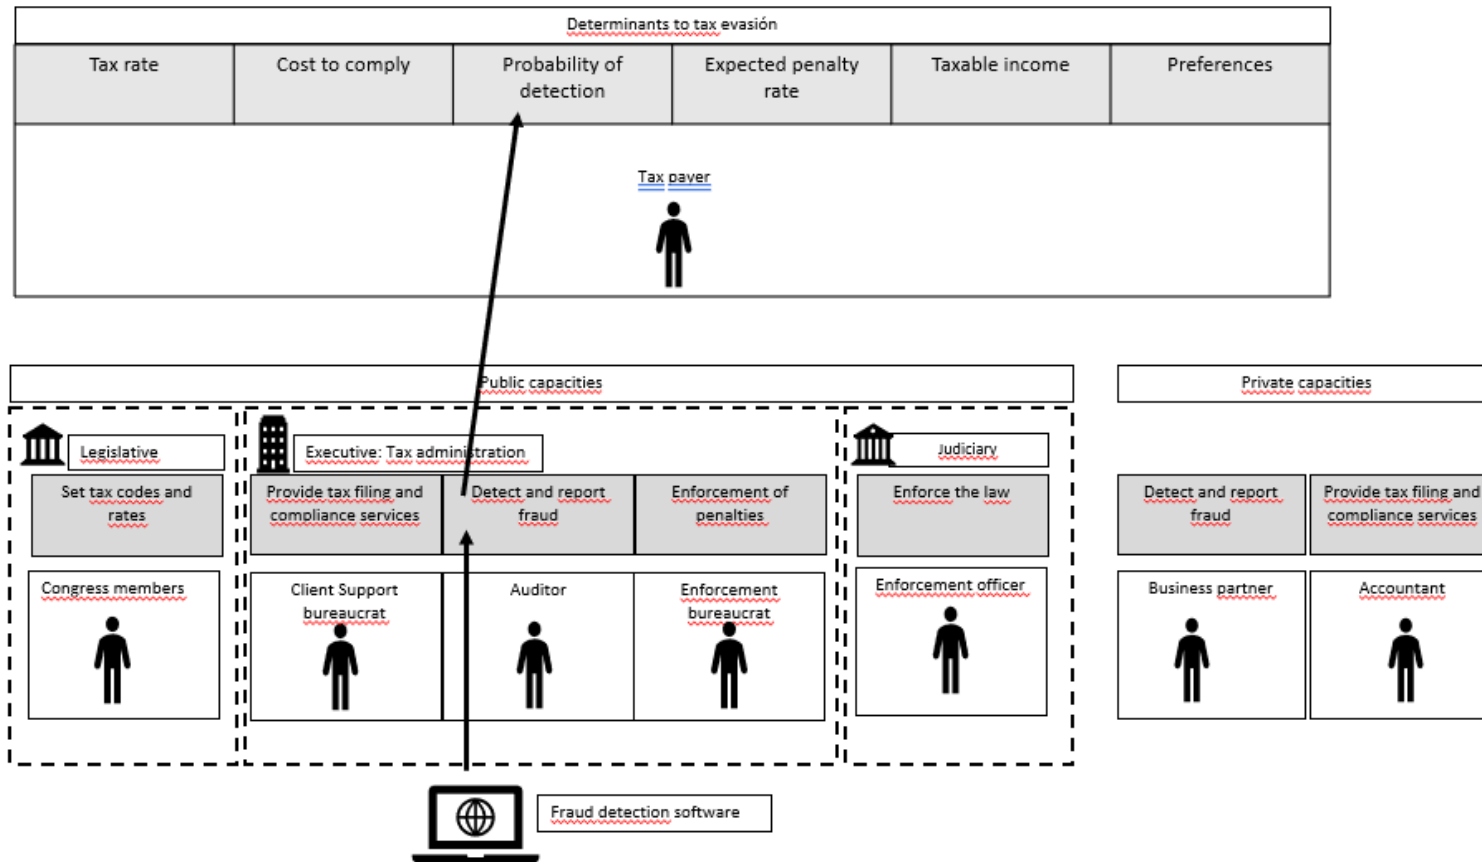 Determinants to tax evasión
Tax rate
Cost to comply
Probability of
detection
Expected penalty
rate
Taxable income
Preferences
Tax payer
Public capacities
Private capacities
Legislative
Executive: Tax administration
Judiciary
Set tax codes and
rates
Provide tax filing and
compliance services
Detect and report
fraud
Enforcement of
penalties
Enforce the law
Detect and report
fraud
Provide tax filing and
compliance services
Congress members
Client Support
bureaucrat
Auditor
Enforcement
bureaucrat
Enforcement officer
Business partner
Accountant
Fraud detection software